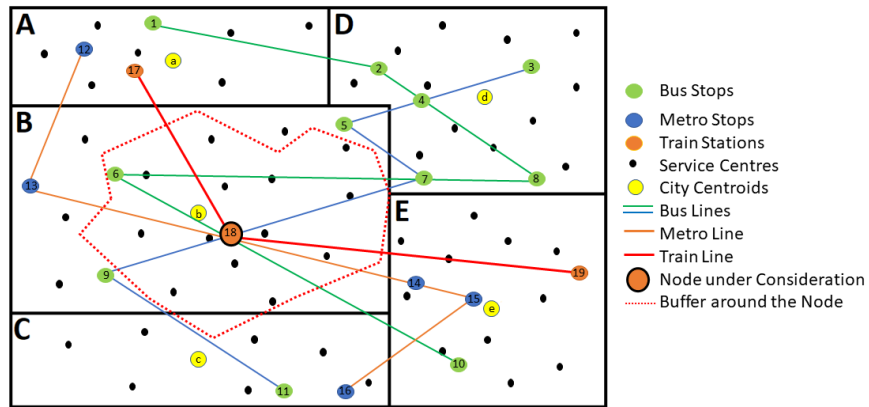 A
1
12
17
a
D
2
3
4
d
5
7
8
B
6
13
b
18
9
E
19
14
15
e
10
C
c
11
16
Bus Stops
Metro Stops
Train Stations
Service Centres
City Centroids
Bus Lines
Metro Line
Train Line
Node under Consideration
Buffer around the Node